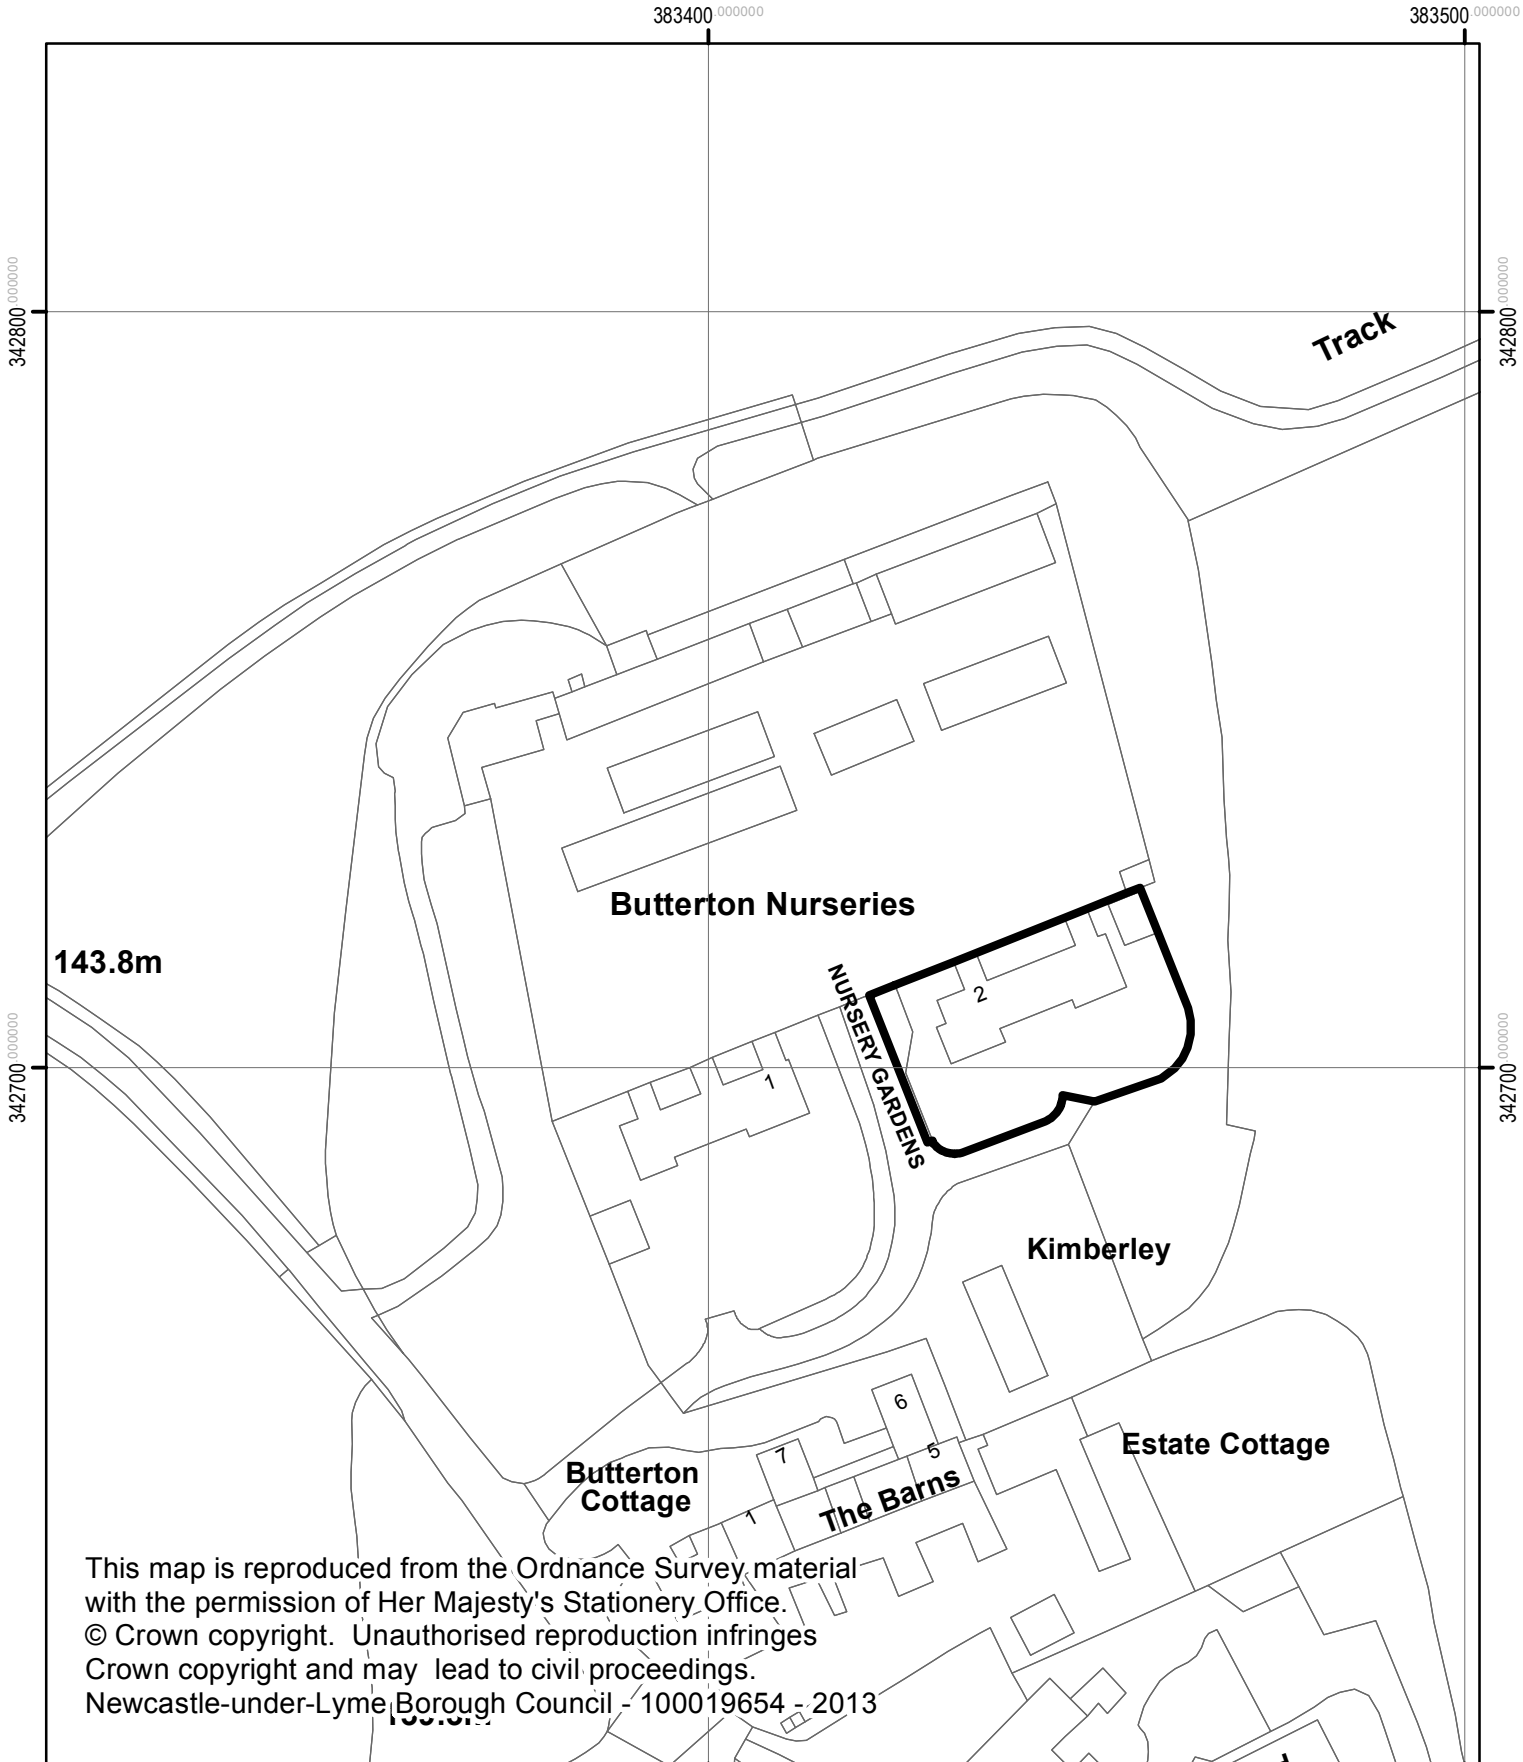 383400.000000
383500.000000
342800.000000
342800.000000
Track
Butterton Nurseries
143.8m
2
NURSERY GARDENS
342700.000000
342700.000000
1
Kimberley
6
7
5
Estate Cottage
Butterton
Cottage
The Barns
1
This map is reproduced from the Ordnance Survey material
with the permission of Her Majesty's Stationery Office.
© Crown copyright. Unauthorised reproduction infringes
Crown copyright and may lead to civil proceedings.
Newcastle-under-Lyme Borough Council - 100019654 - 2013